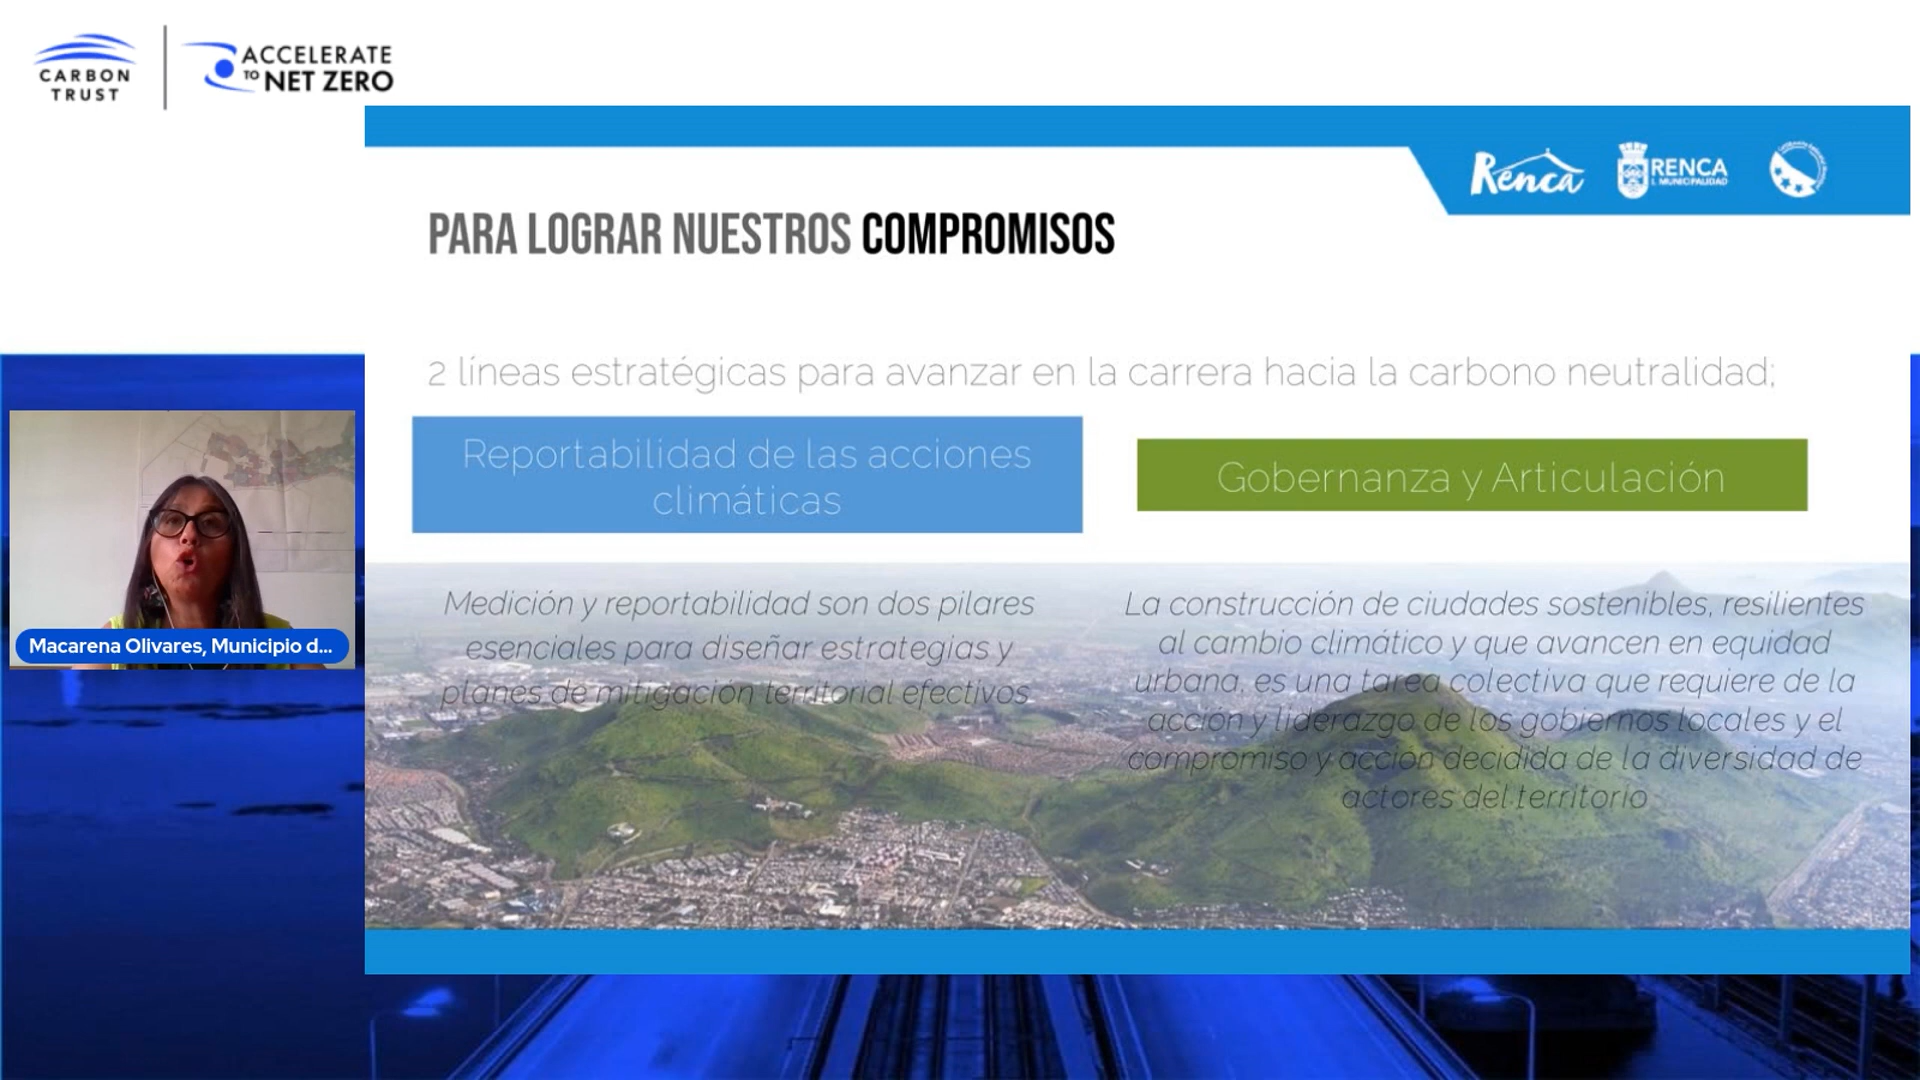 CARBON
TRUST
ACCELERATE
TO NET ZERO
Renca
RENCA
I. MUNICIPALIDAD
PARA LOGRAR NUESTROS COMPROMISOS
2 líneas estratégicas para avanzar en la carrera hacia la carbono neutralidad;
Reportabilidad de las acciones
climáticas
Gobernanza y Articulación
Medición y reportabilidad son dos pilares
esenciales para diseñar estrategias y
planes de mitigación territorial efectivos
La construcción de ciudades sostenibles, resilientes
al cambio climático y que avancen en equidad
urbana, es una tarea colectiva que requiere de la
acción y liderazgo de los gobiernos locales y el
compromiso y acción decidida de la diversidad de
actores del territorio
Macarena Olivares, Municipio d...